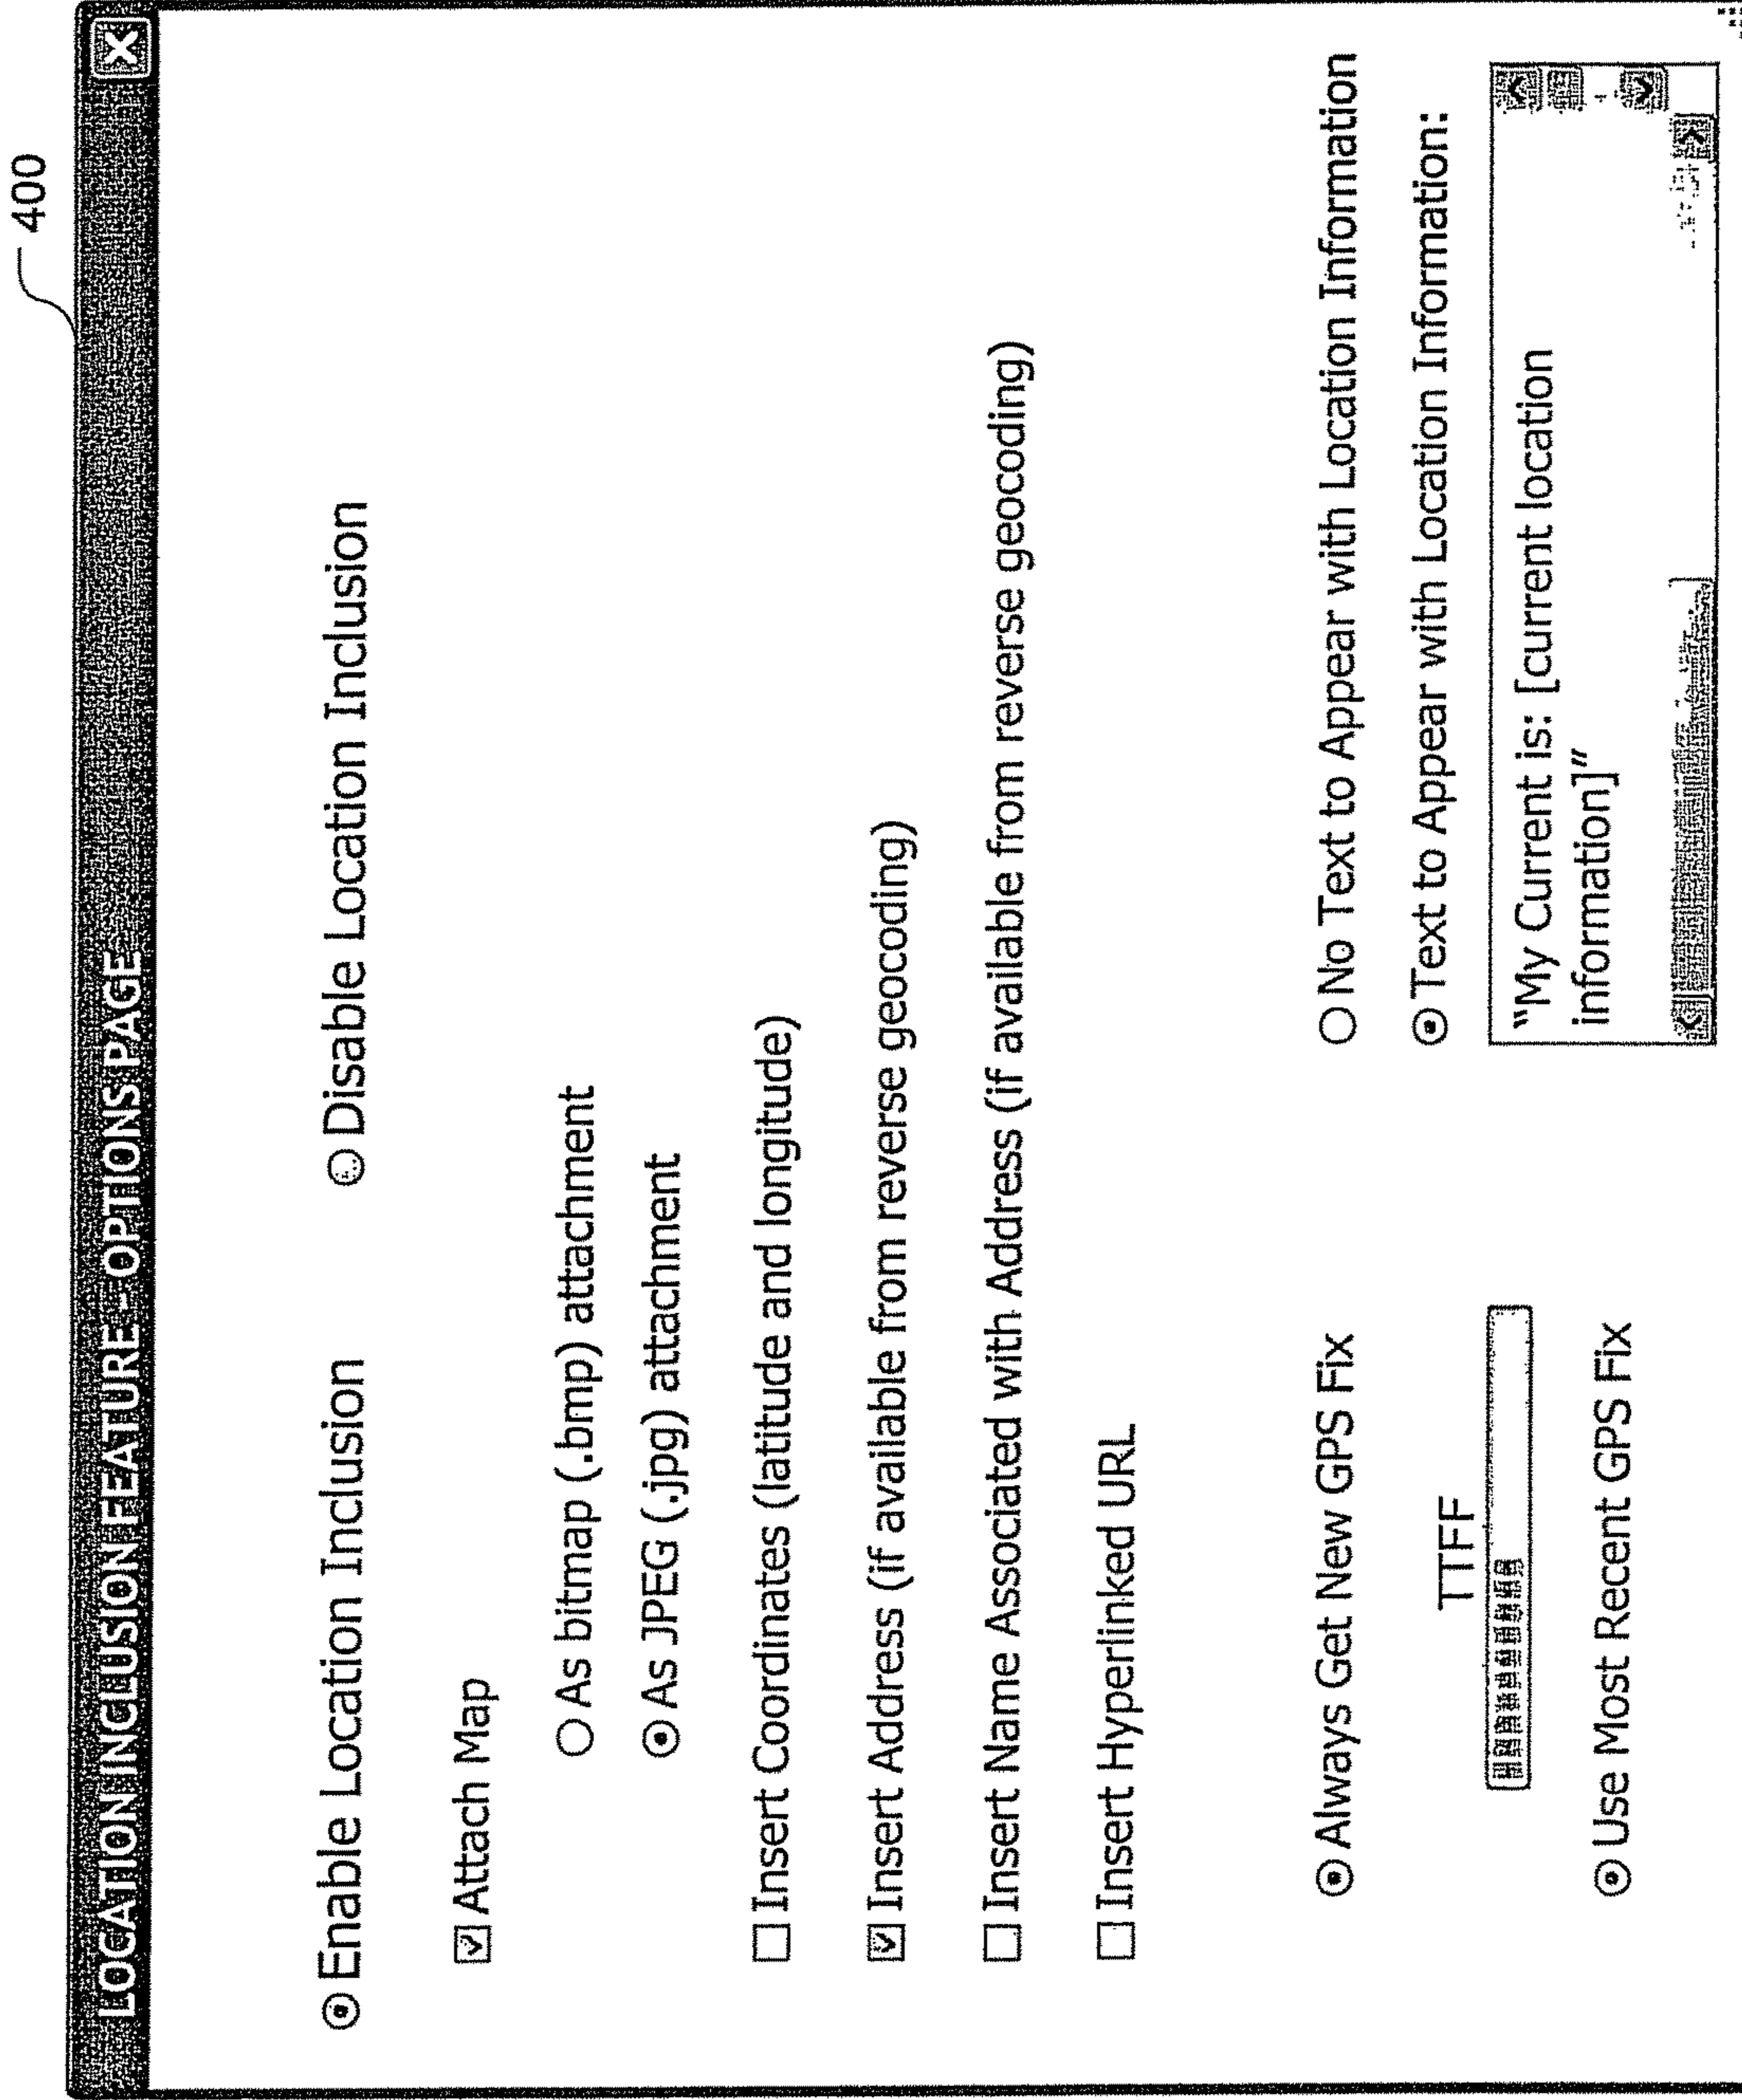 400
LOCATION INCLUSION FEATURE - OPTIONS PAGE
Enable Location Inclusion
Disable Location Inclusion
Attach Map
As bitmap (.bmp) attachment
As JPEG (.jpg) attachment
Insert Coordinates (latitude and longitude)
Insert Address (if available from reverse geocoding)
Insert Name Associated with Address (if available from reverse geocoding)
Insert Hyperlinked URL
Always Get New GPS Fix
TTFF
Use Most Recent GPS Fix
No Text to Appear with Location Information
Text to Appear with Location Information:
“My Current is: [current location
information]”